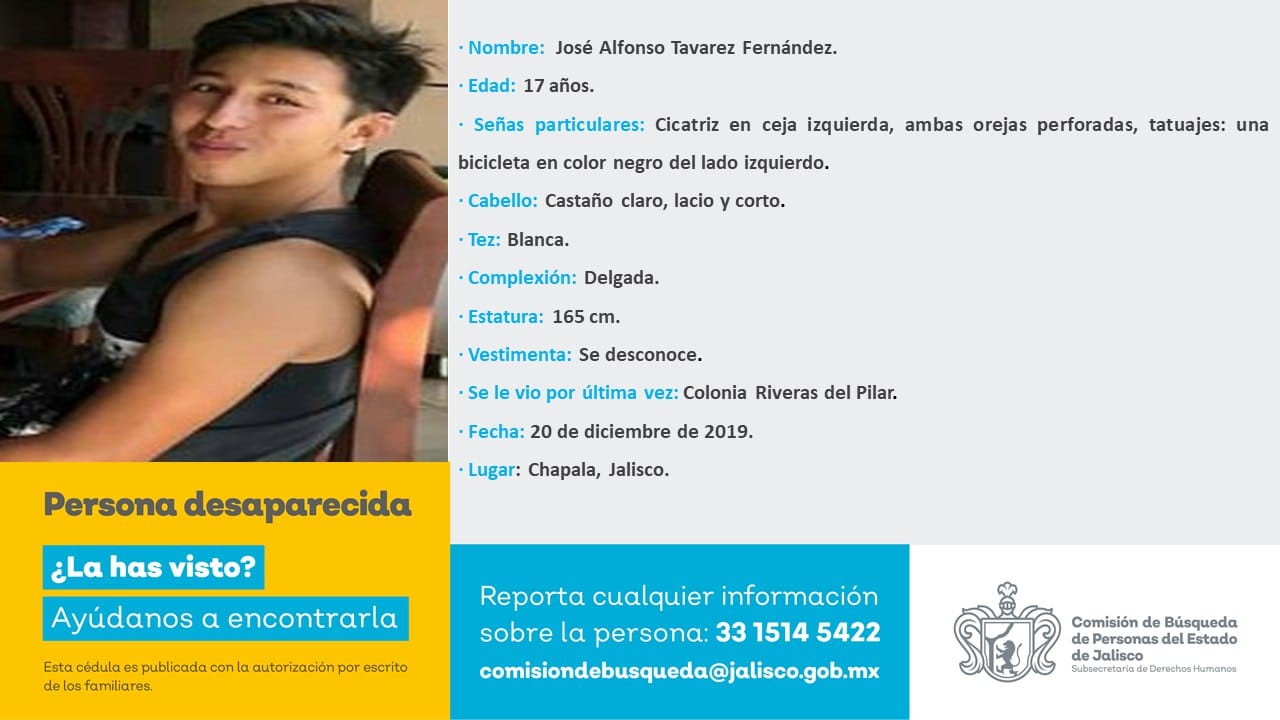 · Nombre: José Alfonso Tavarez Fernández.
· Edad: 17 años.
· Señas particulares: Cicatriz en ceja izquierda, ambas orejas perforadas, tatuajes: una
bicicleta en color negro del lado izquierdo.
· Cabello: Castaño claro, lacio y corto.
· Tez: Blanca.
· Complexión: Delgada.
· Estatura: 165 cm.
· Vestimenta: Se desconoce.
· Se le vio por última vez: Colonia Riveras del Pilar.
· Fecha: 20 de diciembre de 2019.
· Lugar: Chapala, Jalisco.
Persona desaparecida
¿La has visto?
Ayúdanos a encontrarla
Esta cédula es publicada con la autorización por escrito
de los familiares.
Reporta cualquier información
sobre la persona: 33 1514 5422
comisiondebusqueda@jalisco.gob.mx
Comisión de Búsqueda
de Personas del Estado
de Jalisco
Subsecretaría de Derechos Humanos